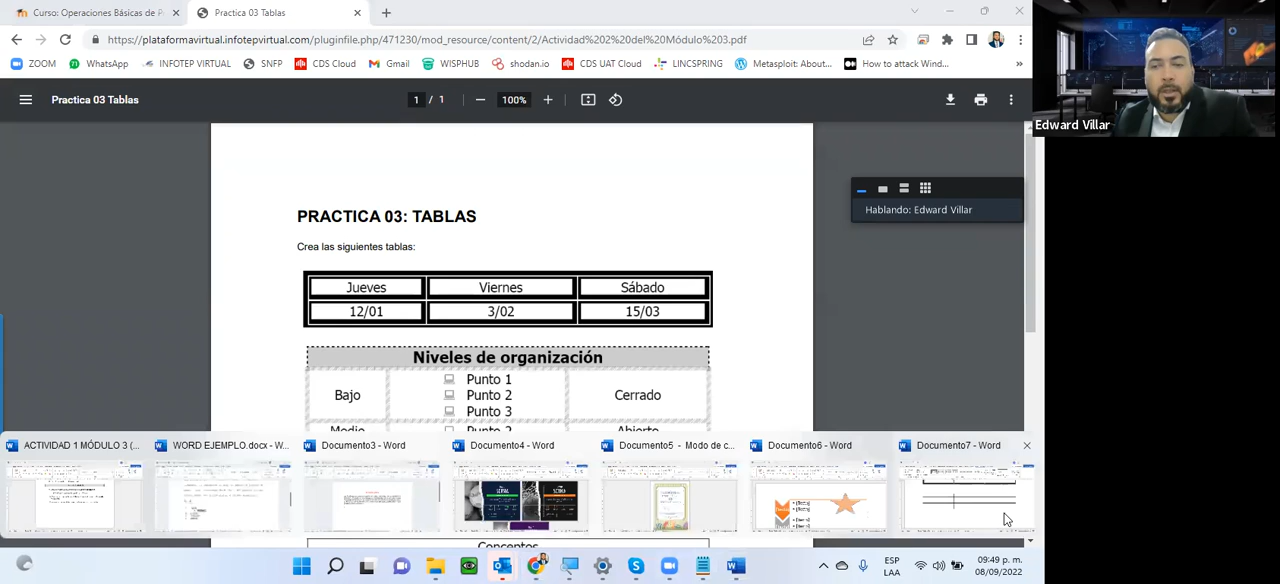 Curso: Operaciones Básicas de P
Practica 03 Tablas
https://plataformavirtual.infotepvirtual.com/pluginfile.php/471230/mod_resource/content/2/Actividad%202%20del%20Módulo%203.pdf
ZOOM
WhatsApp
INFOTEP VIRTUAL
SNFP
CDS Cloud
Gmail
WISPHUB
shodan.io
CDS UAT Cloud
LINCSPRING
Metasploit: About...
How to attack Wind...
»
Practica 03 Tablas
1 / 1
100%
Edward Villar
Hablando: Edward Villar
PRACTICA 03: TABLAS
Crea las siguientes tablas:
Jueves Viernes Sábado
12/01 3/02 15/03
Niveles de organización
Punto 1
Bajo Punto 2 Cerrado
Punto 3
Medio Punto 2 Abierto
ACTIVIDAD 1 MÓDULO 3 (...
WORD EJEMPLO.docx - W...
Documento3 - Word
Documento4 - Word
Documento5 - Modo de c...
Documento6 - Word
Documento7 - Word
Conceptos
ESP
LAA
09:49 p. m.
08/09/2022